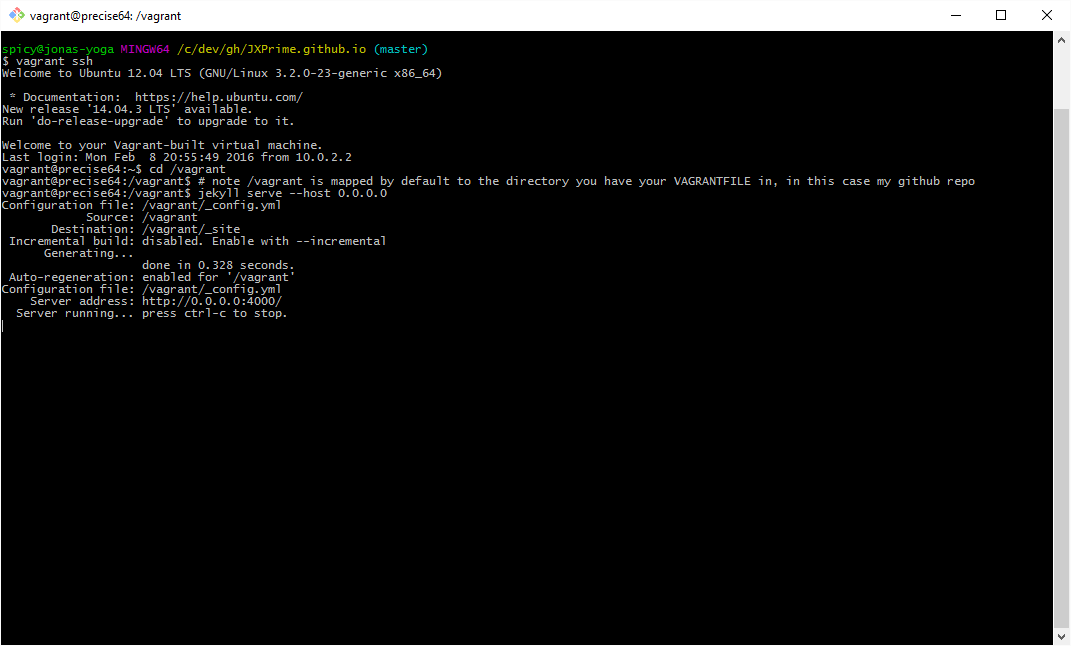 vagrant@precise64: /vagrant
spicy@jonas-yoga MINGW64 /c/dev/gh/JXPrime.github.io (master)
$ vagrant ssh
Welcome to Ubuntu 12.04 LTS (GNU/Linux 3.2.0-23-generic x86_64)
 * Documentation:  https://help.ubuntu.com/
New release '14.04.3 LTS' available.
Run 'do-release-upgrade' to upgrade to it.
Welcome to your Vagrant-built virtual machine.
Last login: Mon Feb  8 20:55:49 2016 from 10.0.2.2
vagrant@precise64:~$ cd /vagrant
vagrant@precise64:/vagrant$ # note /vagrant is mapped by default to the directory you have your VAGRANTFILE in, in this case my github repo
vagrant@precise64:/vagrant$ jekyll serve --host 0.0.0.0
Configuration file: /vagrant/_config.yml
            Source: /vagrant
       Destination: /vagrant/_site
 Incremental build: disabled. Enable with --incremental
      Generating...
                    done in 0.328 seconds.
 Auto-regeneration: enabled for '/vagrant'
Configuration file: /vagrant/_config.yml
    Server address: http://0.0.0.0:4000/
  Server running... press ctrl-c to stop.